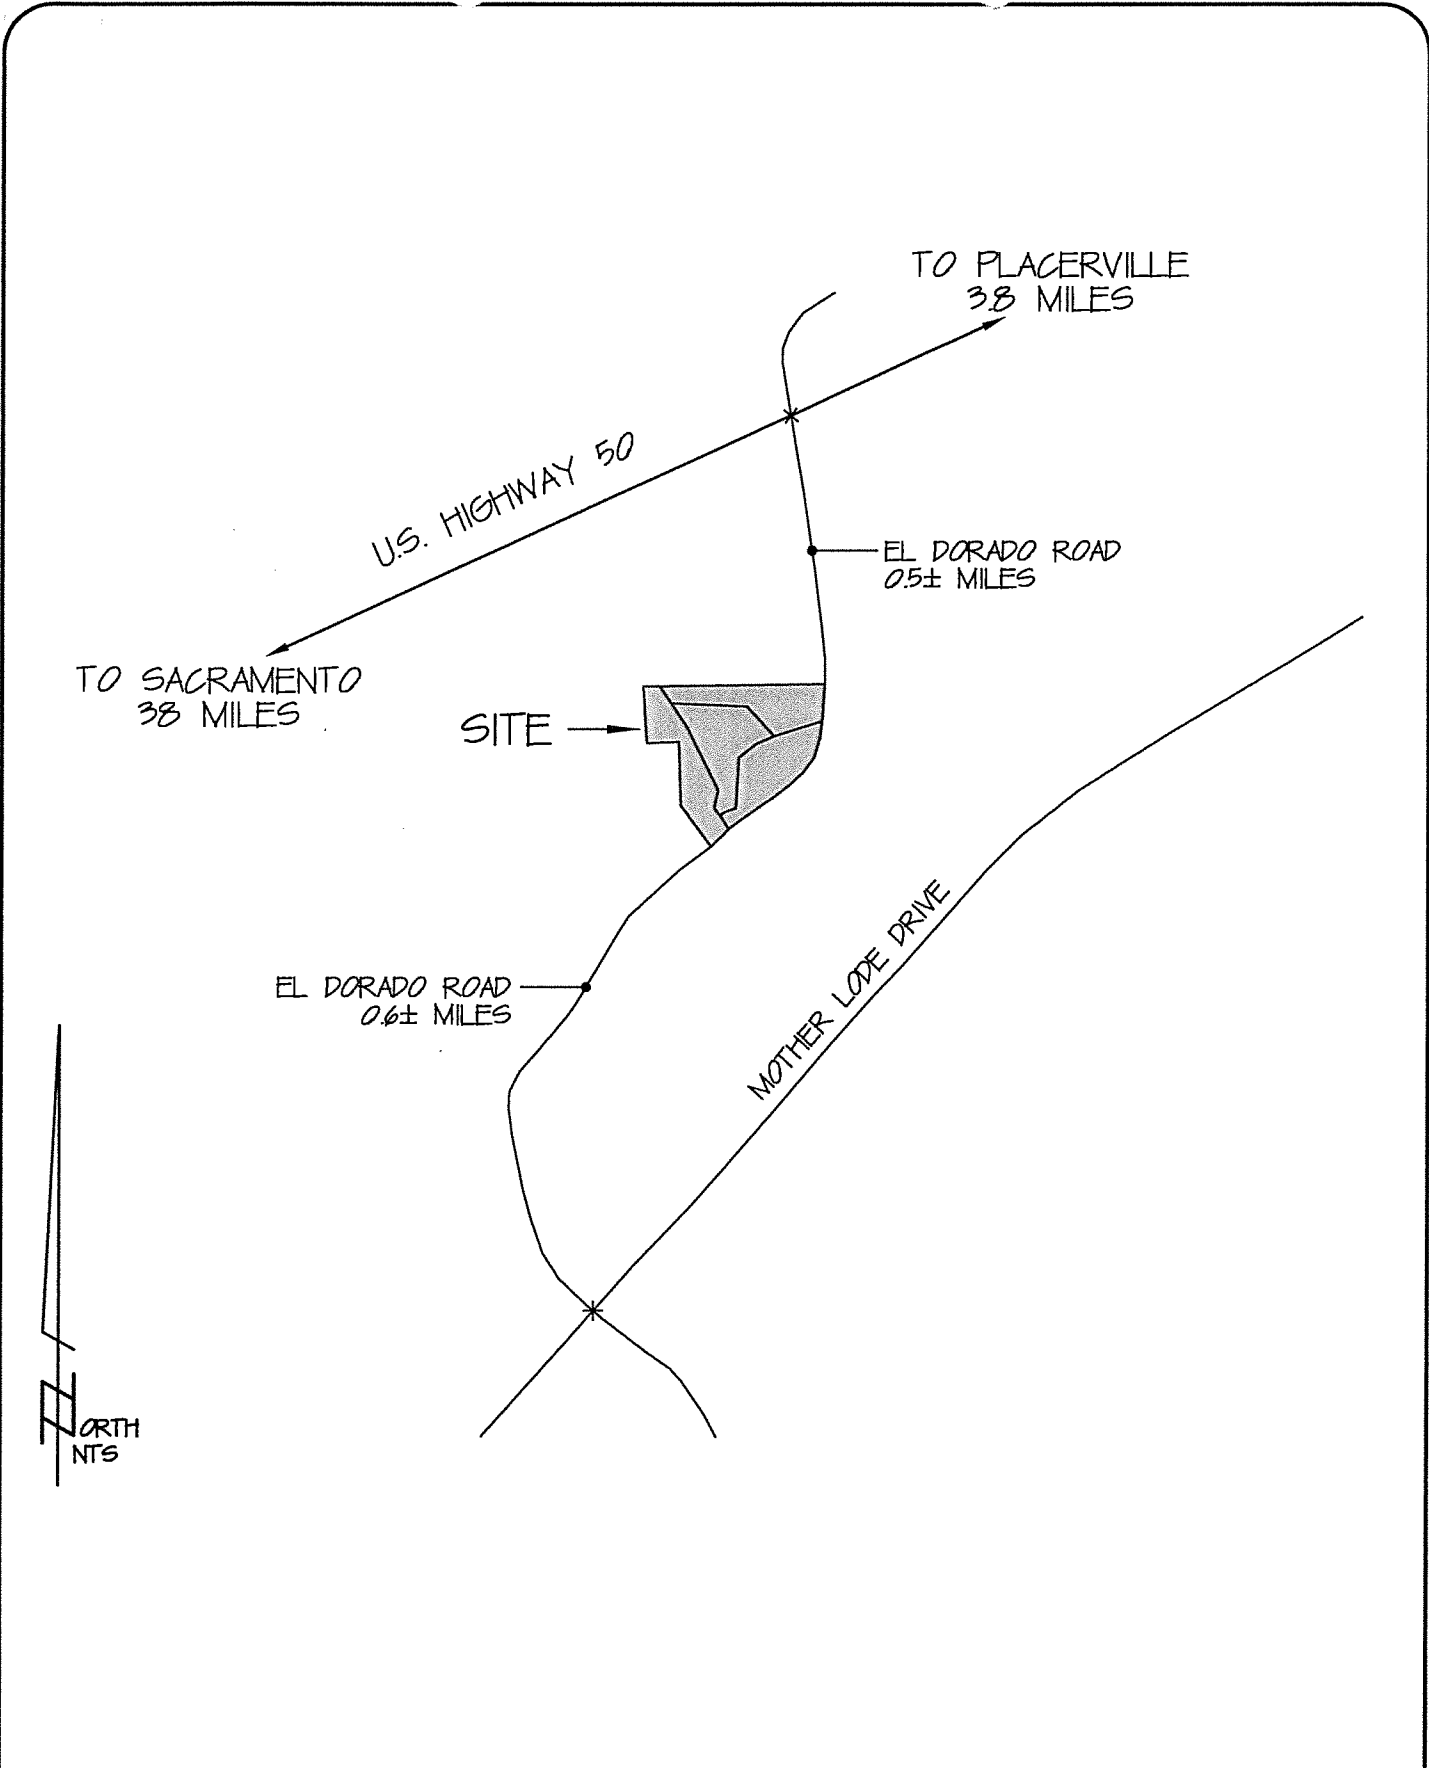 TO PLACERVILLE
3.8 MILES
U.S. HIGHWAY 50
EL DORADO ROAD
0.5± MILES
TO SACRAMENTO
38 MILES
SITE
MOTHER LODE DRIVE
EL DORADO ROAD
0.6± MILES
NORTH
NTS